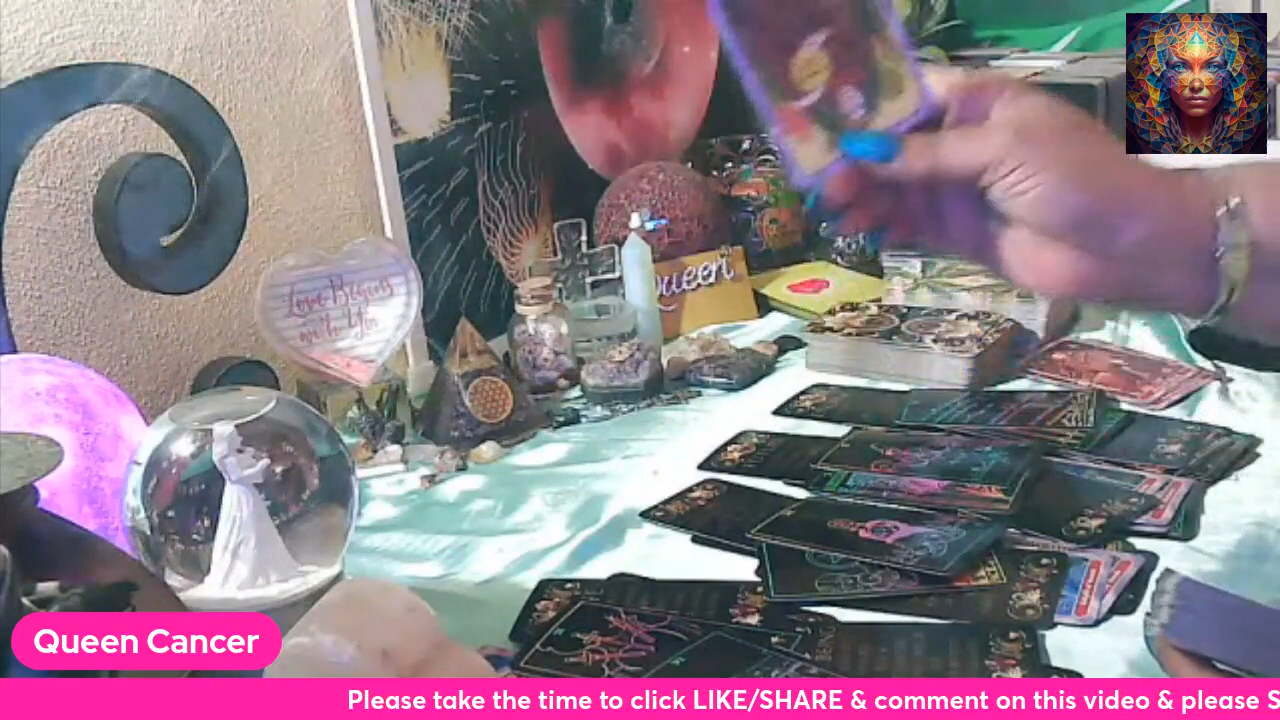 Love Begins
with You
Queen
Queen Cancer
Please take the time to click LIKE/SHARE & comment on this video & please S